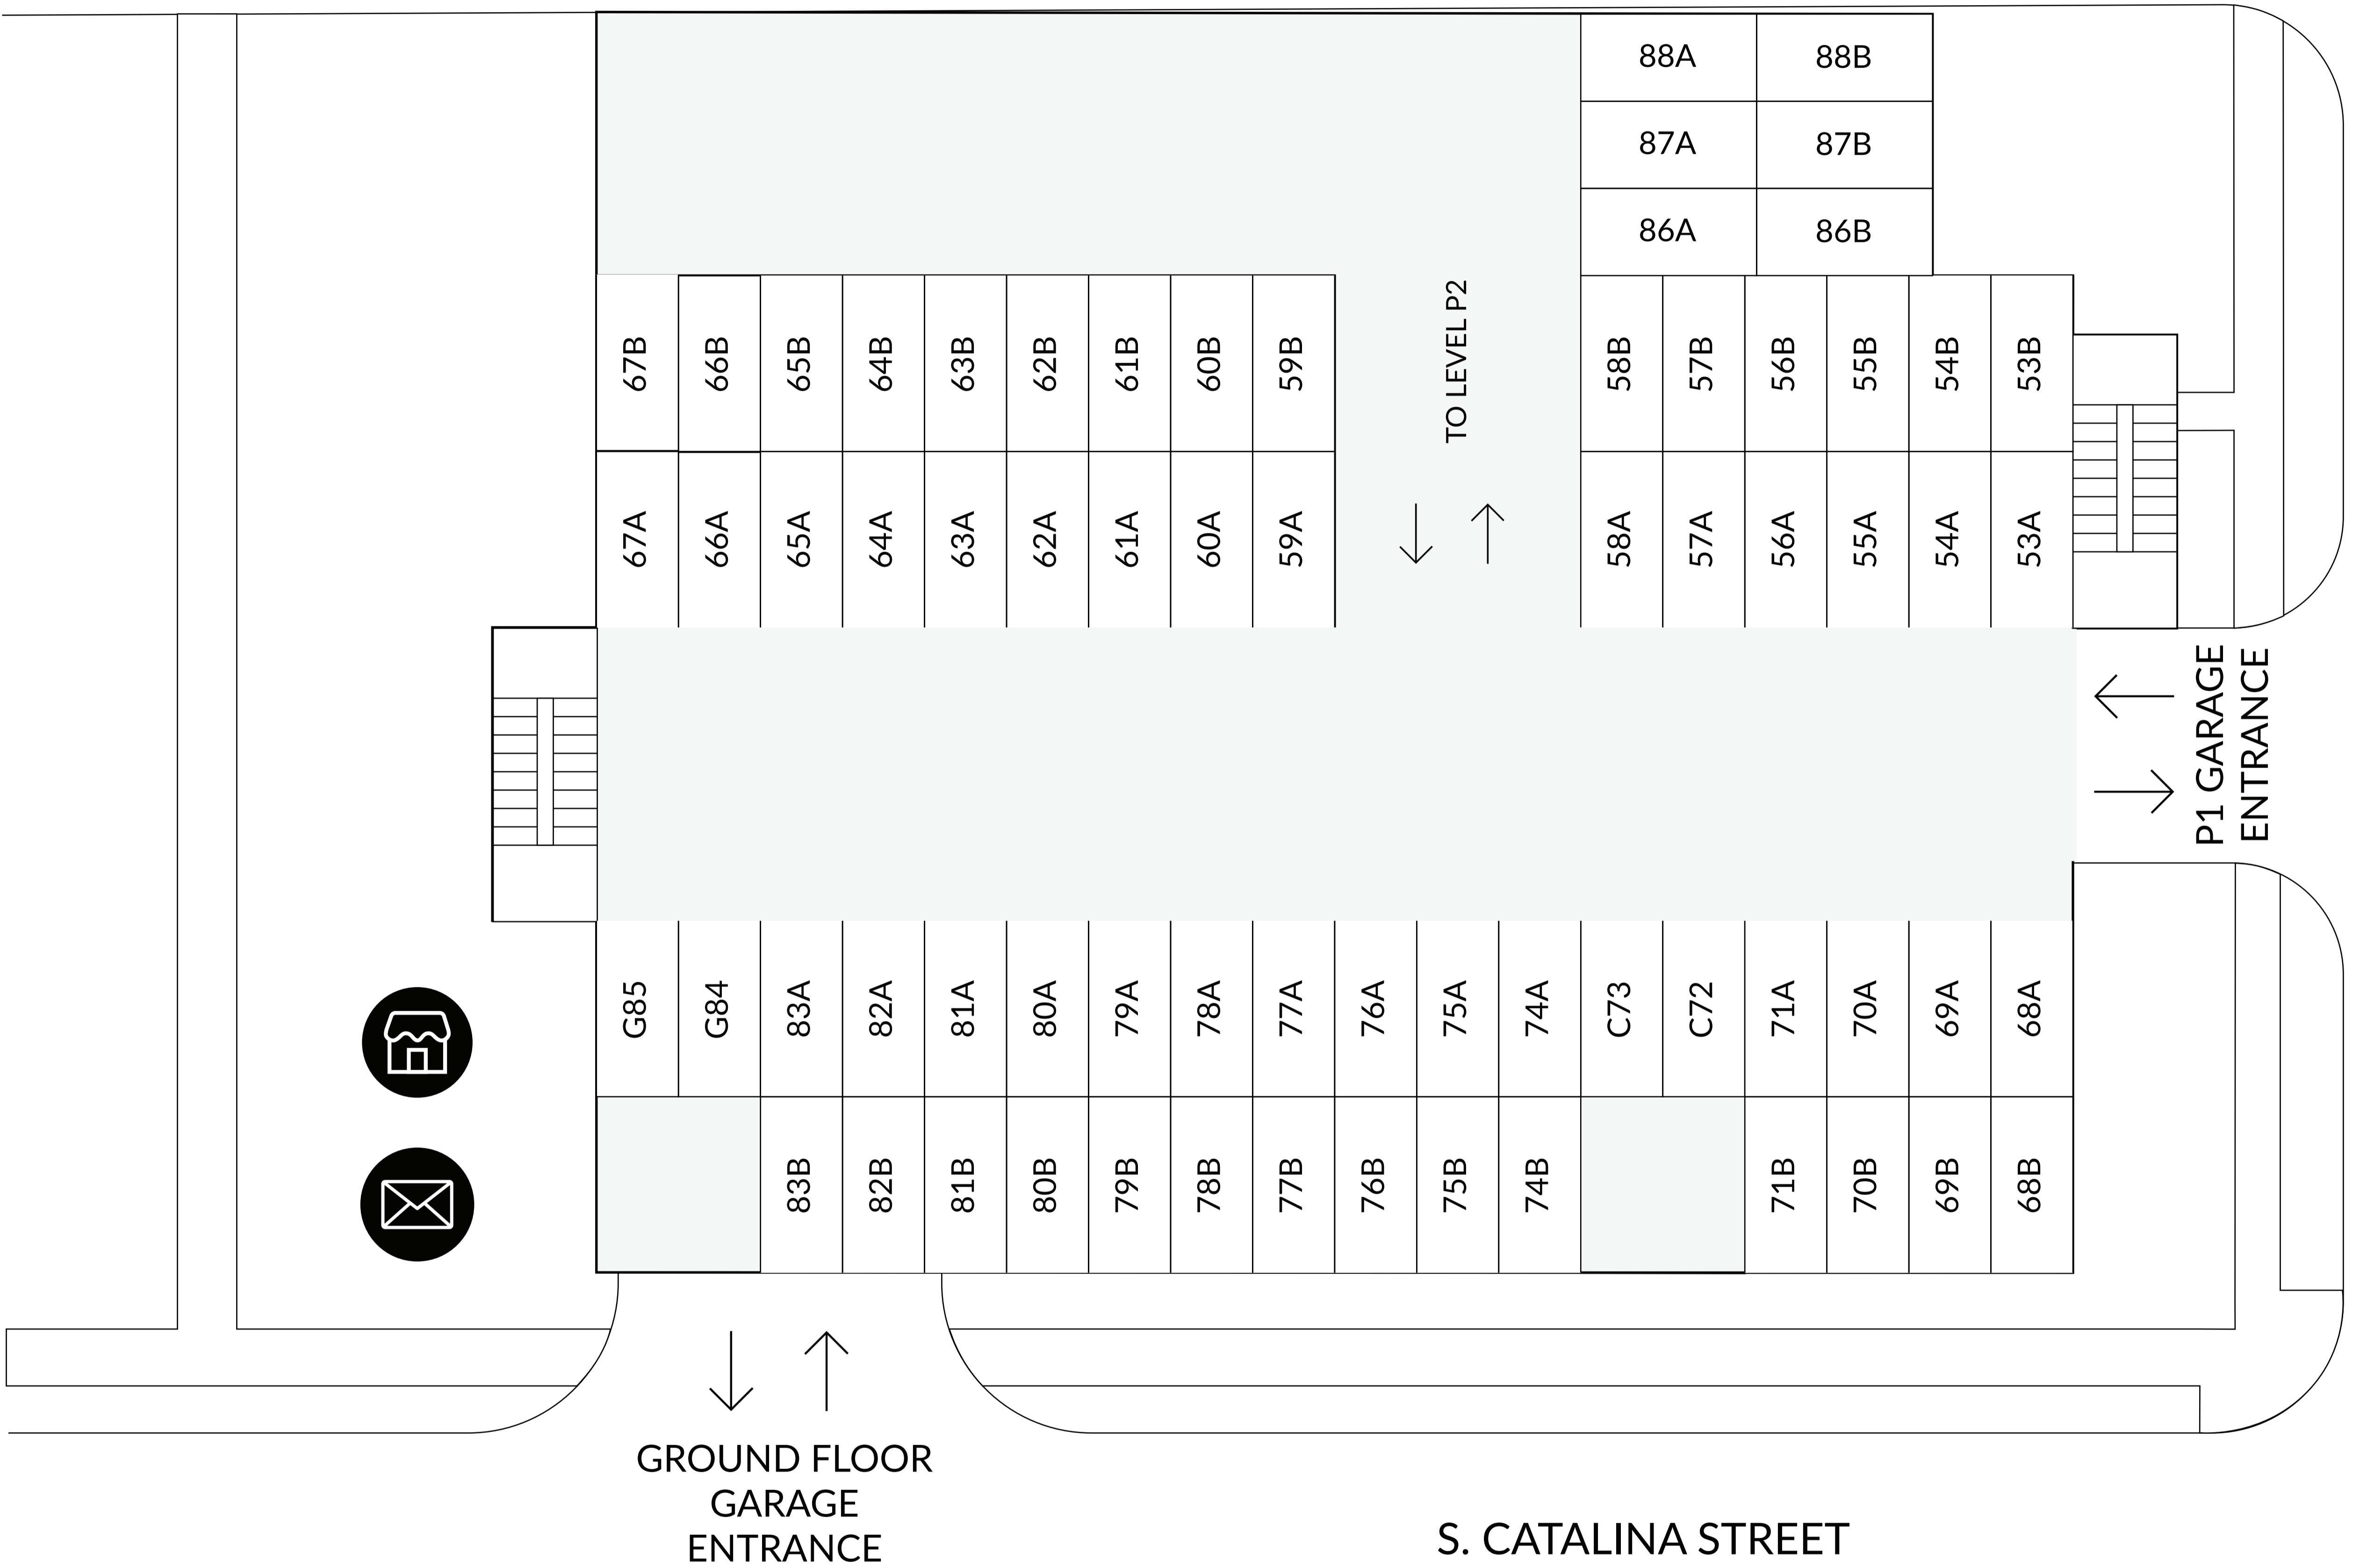 88A 88B
87A 87B
86A 86B
67B 66B 65B 64B 63B 62B 61B 60B 59B TO LEVEL P2 58B 57B 56B 55B 54B 53B
67A 66A 65A 64A 63A 62A 61A 60A 59A 58A 57A 56A 55A 54A 53A
P1 GARAGE
ENTRANCE
G85 G84 83A 82A 81A 80A 79A 78A 77A 76A 75A 74A C73 C72 71A 70A 69A 68A
83B 82B 81B 80B 79B 78B 77B 76B 75B 74B 71B 70B 69B 68B
GROUND FLOOR
GARAGE
ENTRANCE
S. CATALINA STREET